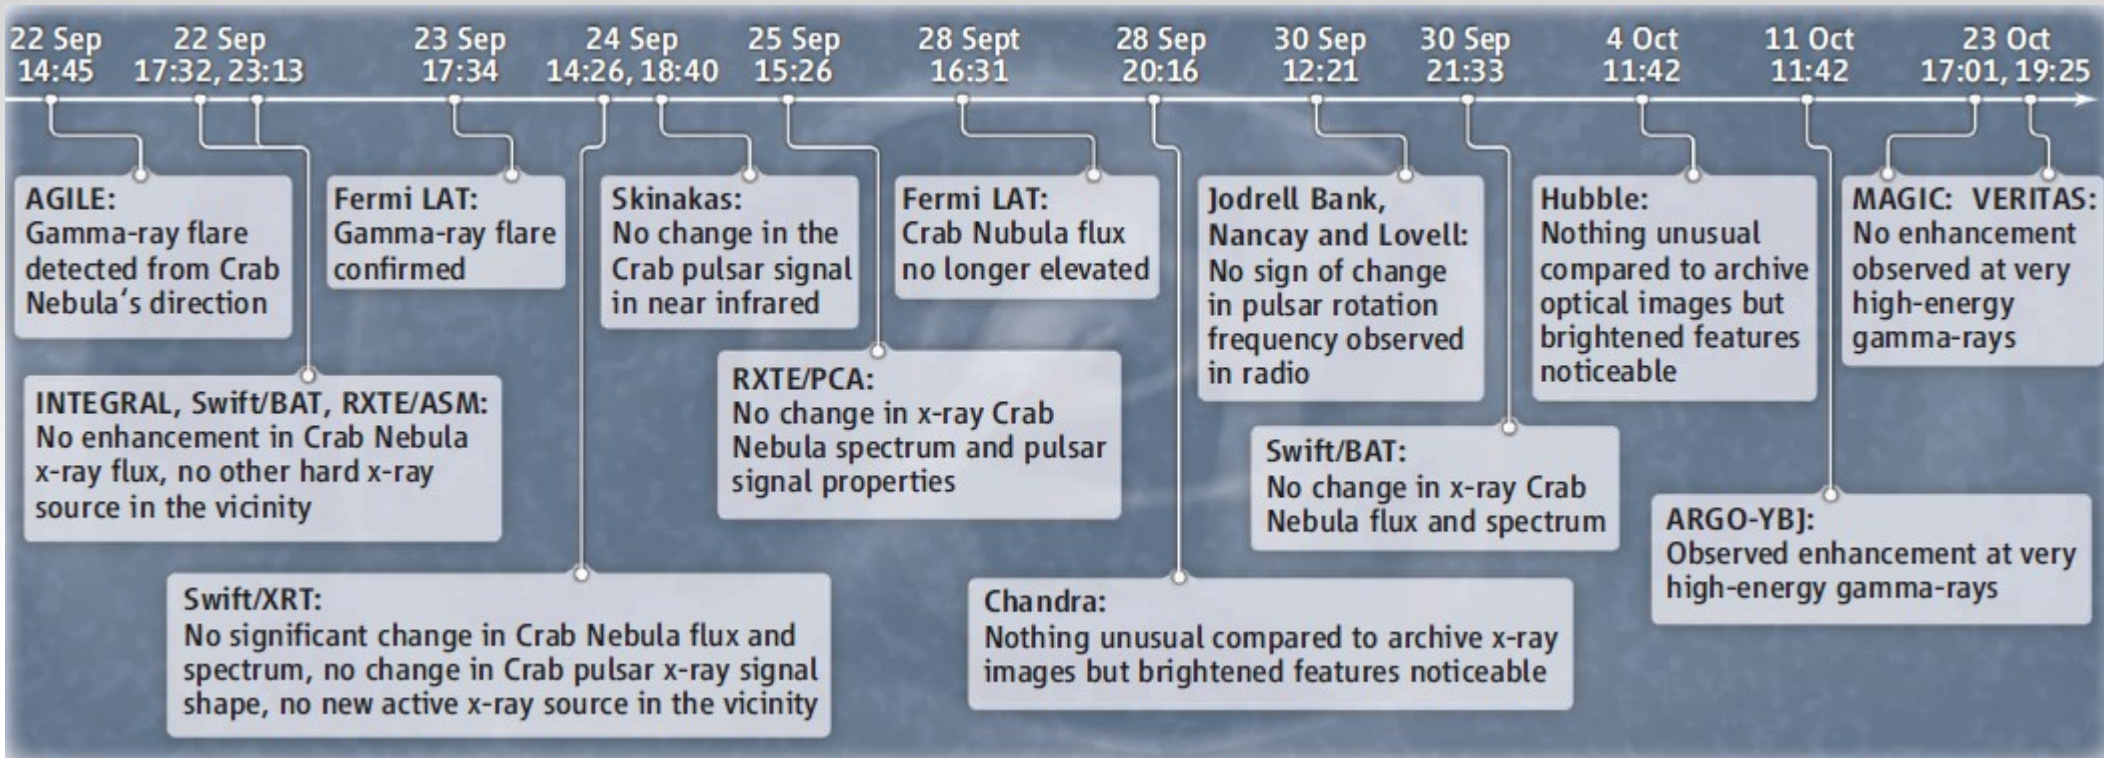 22 Sep
14:45
22 Sep
17:32, 23:13
23 Sep
17:34
24 Sep
14:26, 18:40
25 Sep
15:26
28 Sept
16:31
28 Sep
20:16
30 Sep
12:21
30 Sep
21:33
4 Oct
11:42
11 Oct
11:42
23 Oct
17:01, 19:25
AGILE:
Gamma-ray flare
detected from Crab
Nebula's direction
INTEGRAL, Swift/BAT, RXTE/ASM:
No enhancement in Crab Nebula
x-ray flux, no other hard x-ray
source in the vicinity
Fermi LAT:
Gamma-ray flare
confirmed
Swift/XRT:
No significant change in Crab Nebula flux and
spectrum, no change in Crab pulsar x-ray signal
shape, no new active x-ray source in the vicinity
Skinakas:
No change in the
Crab pulsar signal
in near infrared
RXTE/PCA:
No change in x-ray Crab
Nebula spectrum and pulsar
signal properties
Fermi LAT:
Crab Nubula flux
no longer elevated
Chandra:
Nothing unusual compared to archive x-ray
images but brightened features noticeable
Jodrell Bank,
Nancay and Lovell:
No sign of change
in pulsar rotation
frequency observed
in radio
Swift/BAT:
No change in x-ray Crab
Nebula flux and spectrum
Hubble:
Nothing unusual
compared to archive
optical images but
brightened features
noticeable
ARGO-YBJ:
Observed enhancement at very
high-energy gamma-rays
MAGIC: VERITAS:
No enhancement
observed at very
high-energy
gamma-rays